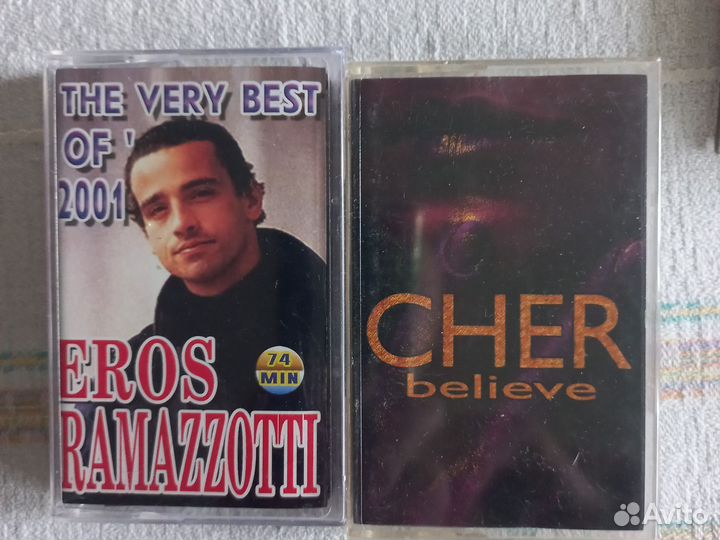 THE VERY BEST
OF '
2001
EROS
RAMAZZOTTI
74
MIN
CHER
believe
Avito